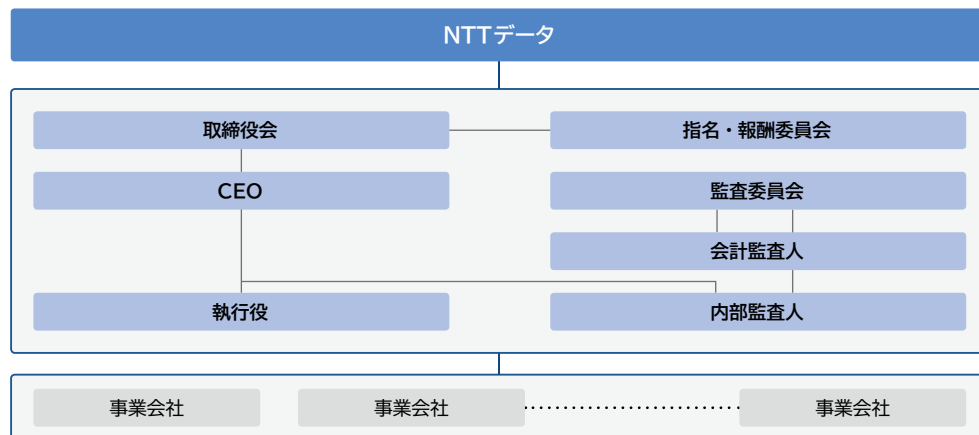 NTTデータ
取締役会
指名・報酬委員会
CEO
監査委員会
会計監査人
執行役
内部監査人
事業会社
事業会社
事業会社